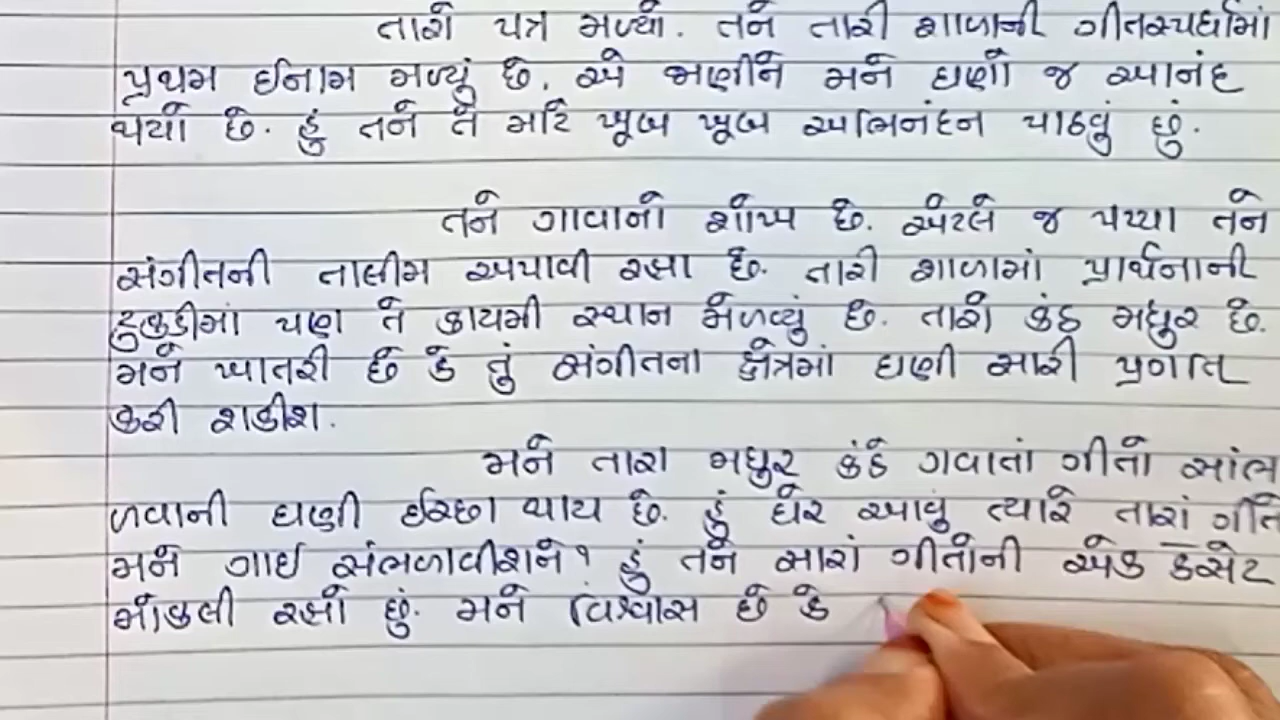 તારો પત્ર મળ્યો. તને તારી શાળાની ગીતસ્પર્ધામાં
પ્રથમ ઈનામ મળ્યું છે. એ જાણીને મને ઘણો જ આનંદ
થયો છે. હું તને તે માટે ખૂબ ખૂબ અભિનંદન પાઠવું છું.
તને ગાવાનો શોખ છે. એટલે જ પપ્પા તને
સંગીતની તાલીમ અપાવી રહ્યા છે. તારી શાળામાં પ્રાર્થનાની
ટુકડીમાં પણ તે કાયમી સ્થાન મેળવ્યું છે. તારો કંઠ મધુર છે.
મને ખાતરી છે કે તું સંગીતના ક્ષેત્રમાં ઘણી સારી પ્રગતિ
કરી શકીશ.
મને તારા મધુર કંઠે ગવાતાં ગીતો સાંભ
ળવાની ઘણી ઈચ્છા થાય છે. હું ઘેર આવું ત્યારે તારાં ગીત
મને ગાઈ સંભળાવીશને? હું તને સારાં ગીતોની એક કેસેટ
મોકલી રહ્યો છું. મને વિશ્વાસ છે કે